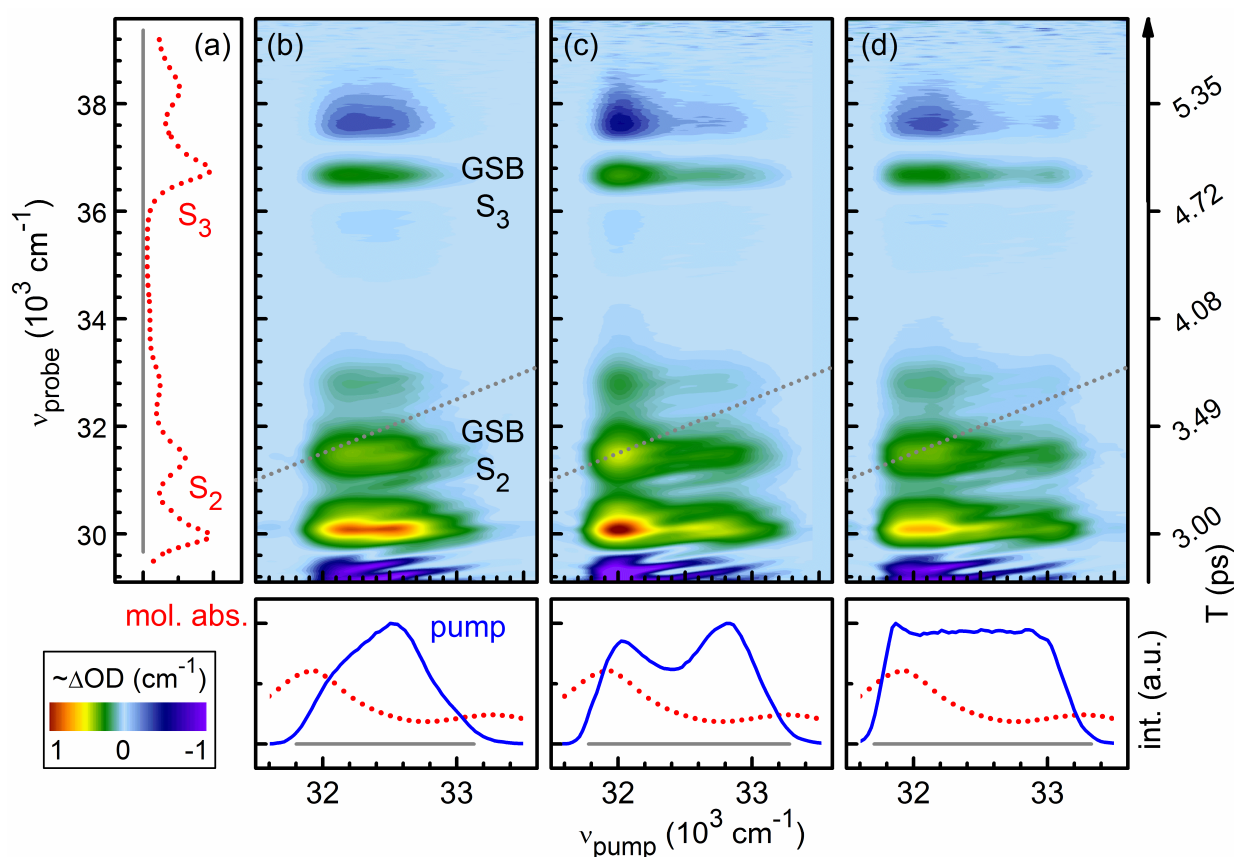 (a)
(b)
(c)
(d)
38
36
34
32
30
ν_probe (10^3 cm^-1)
S_3
S_2
GSB
S_3
GSB
S_2
5.35
4.72
4.08
3.49
3.00
T (ps)
mol. abs.
pump
~ΔOD (cm^-1)
1 0 -1
int. (a.u.)
32 33 32 33 32 33
ν_pump (10^3 cm^-1)